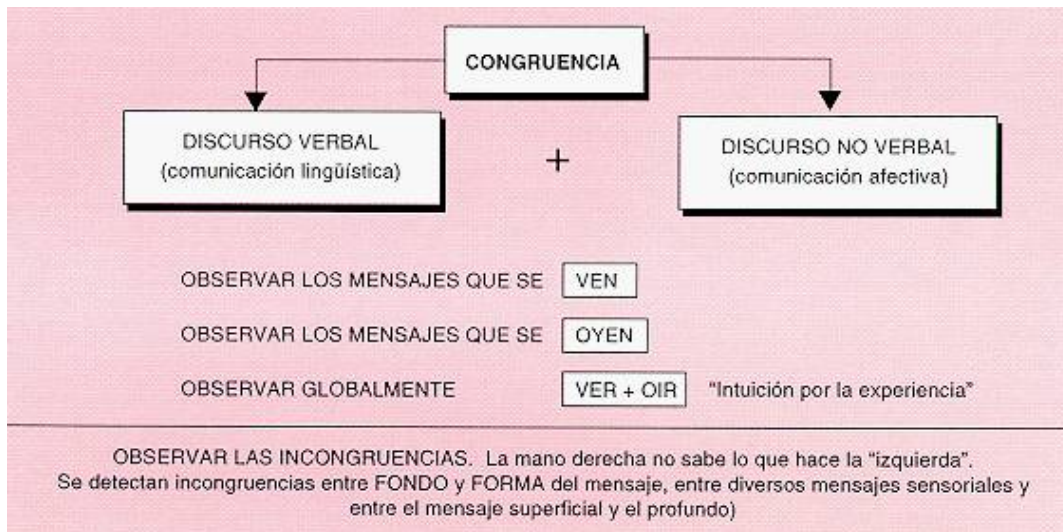 CONGRUENCIA
DISCURSO VERBAL
(comunicación lingüística)
+
DISCURSO NO VERBAL
(comunicación afectiva)
OBSERVAR LOS MENSAJES QUE SE VEN
OBSERVAR LOS MENSAJES QUE SE OYEN
OBSERVAR GLOBALMENTE VER + OIR "Intuición por la experiencia"
OBSERVAR LAS INCONGRUENCIAS. La mano derecha no sabe lo que hace la "izquierda".
Se detectan incongruencias entre FONDO y FORMA del mensaje, entre diversos mensajes sensoriales y
entre el mensaje superficial y el profundo)